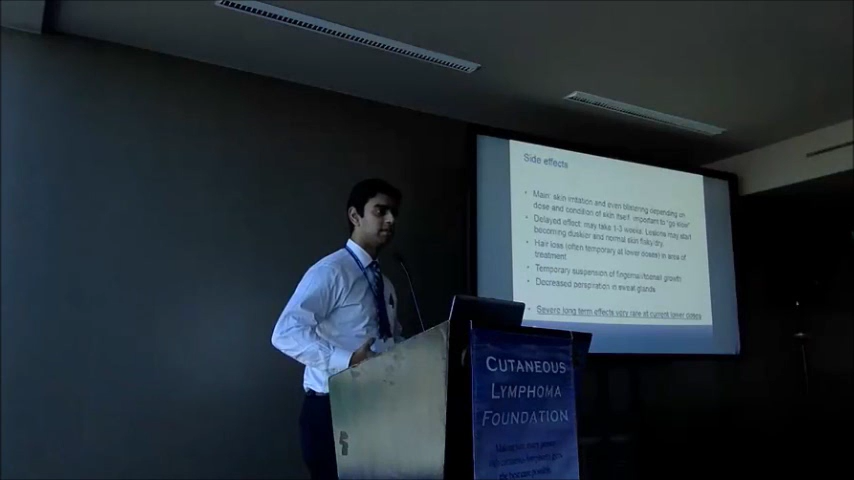 Side effects
• Main: skin irritation and even blistering depending on
dose and condition of skin itself. Important to "go slow"
• Delayed effect: may take 1-3 weeks. Lesions may start
becoming duskier and normal skin flaky/dry.
• Hair loss (often temporary at lower doses) in area of
treatment
• Temporary suspension of fingernail/toenail growth
• Decreased perspiration in sweat glands
• Severe long term effects very rare at current lower doses
CUTANEOUS
LYMPHOMA
FOUNDATION